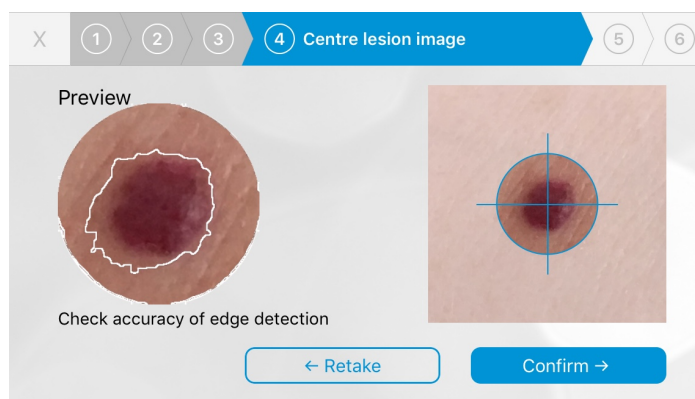 X 1 2 3 4 Centre lesion image 5 6
Preview
Check accuracy of edge detection
← Retake
Confirm →